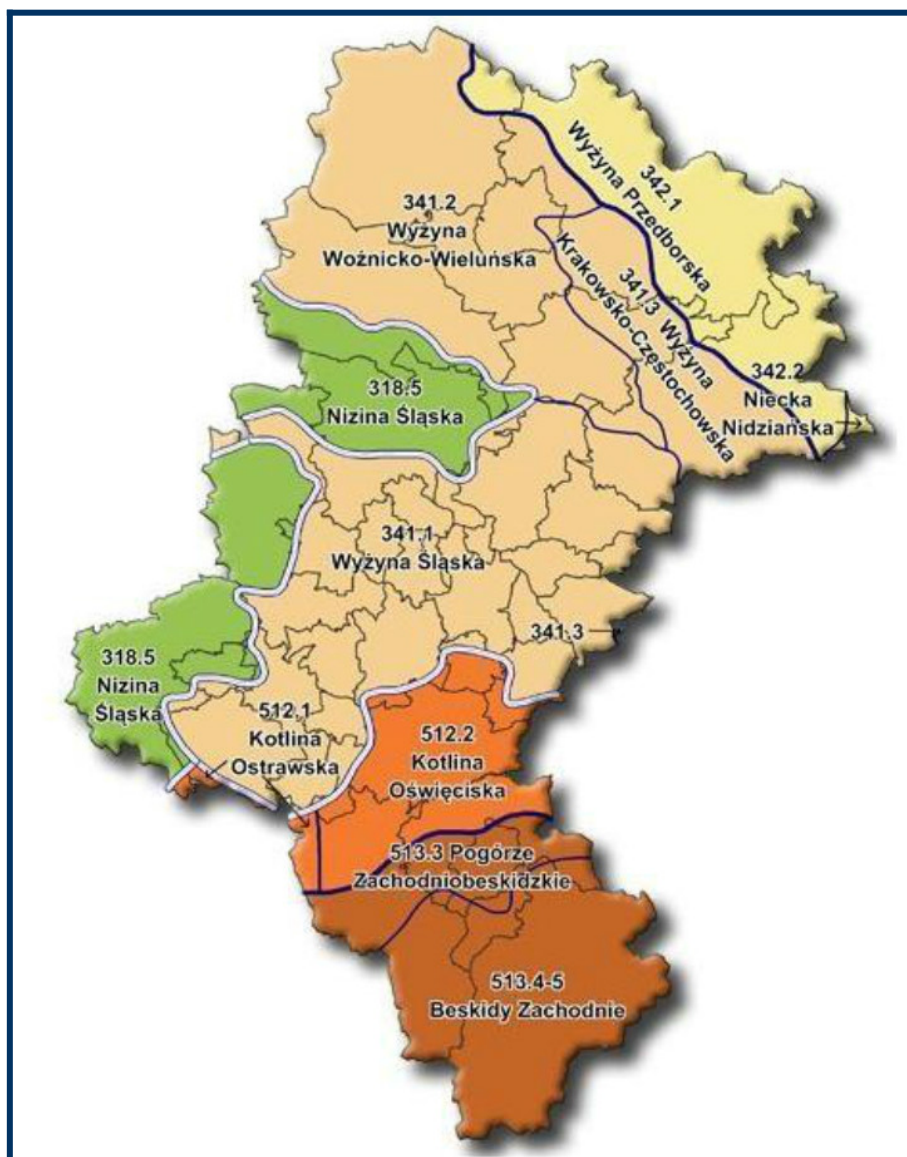 342.1
Wyżyna Przedborska
341.2
Wyżyna
Woźnicko-Wieluńska
341.3 Wyżyna
Krakowsko-Częstochowska
342.2
Niecka
Nidziańska
318.5
Nizina Śląska
341.1
Wyżyna Śląska
341.3
318.5
Nizina
Śląska
512.1
Kotlina
Ostrawska
512.2
Kotlina
Oświęciska
513.3 Pogórze
Zachodniobeskidzkie
513.4-5
Beskidy Zachodnie